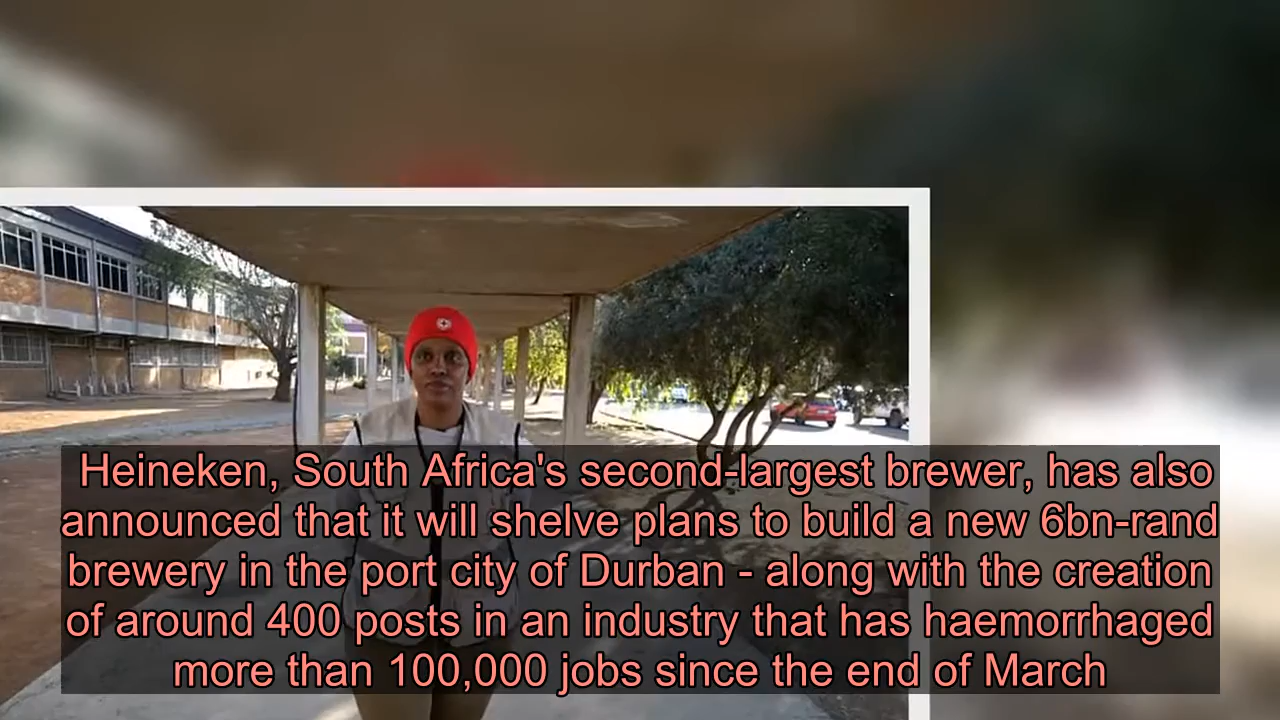 Heineken, South Africa's second-largest brewer, has also
announced that it will shelve plans to build a new 6bn-rand
brewery in the port city of Durban - along with the creation
of around 400 posts in an industry that has haemorrhaged
more than 100,000 jobs since the end of March